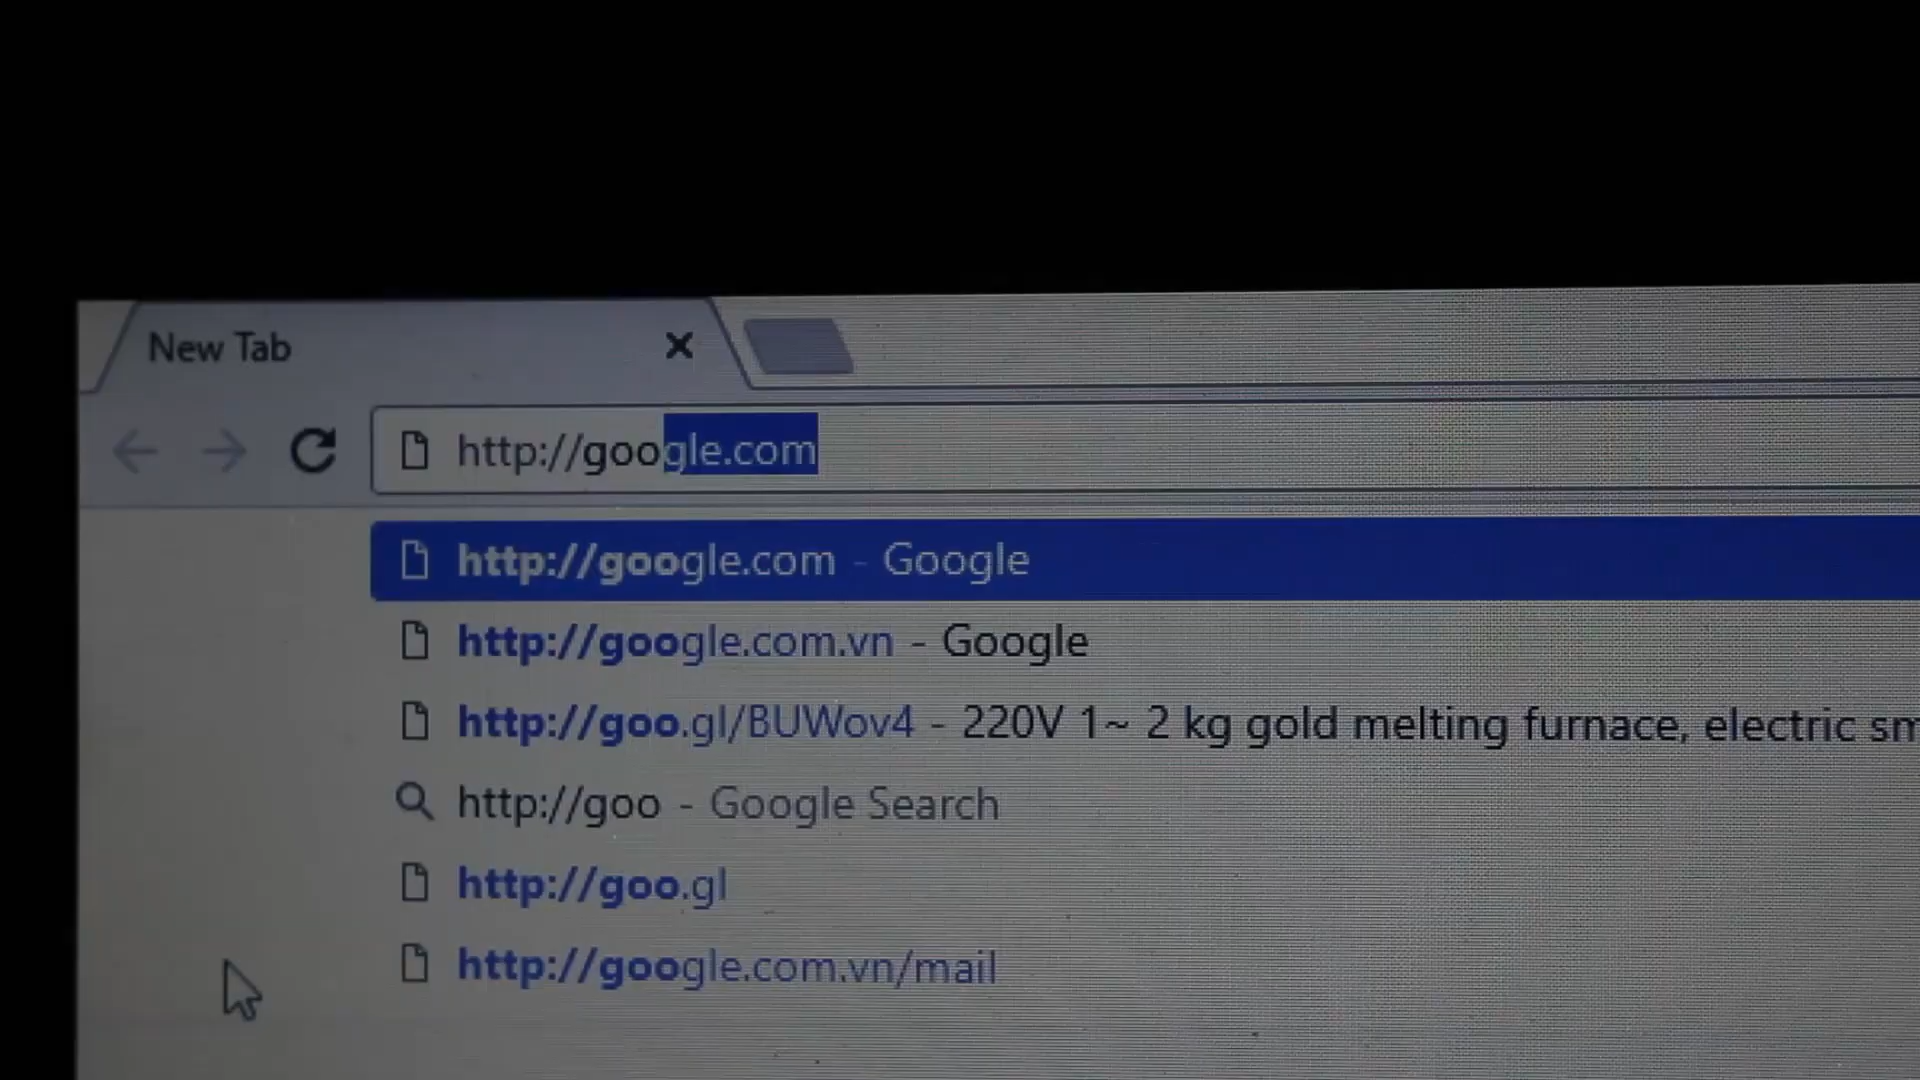 New Tab
http://google.com
http://google.com - Google
http://google.com.vn - Google
http://goo.gl/BUWov4 - 220V 1~ 2 kg gold melting furnace, electric
http://goo - Google Search
http://goo.gl
http://google.com.vn/mail